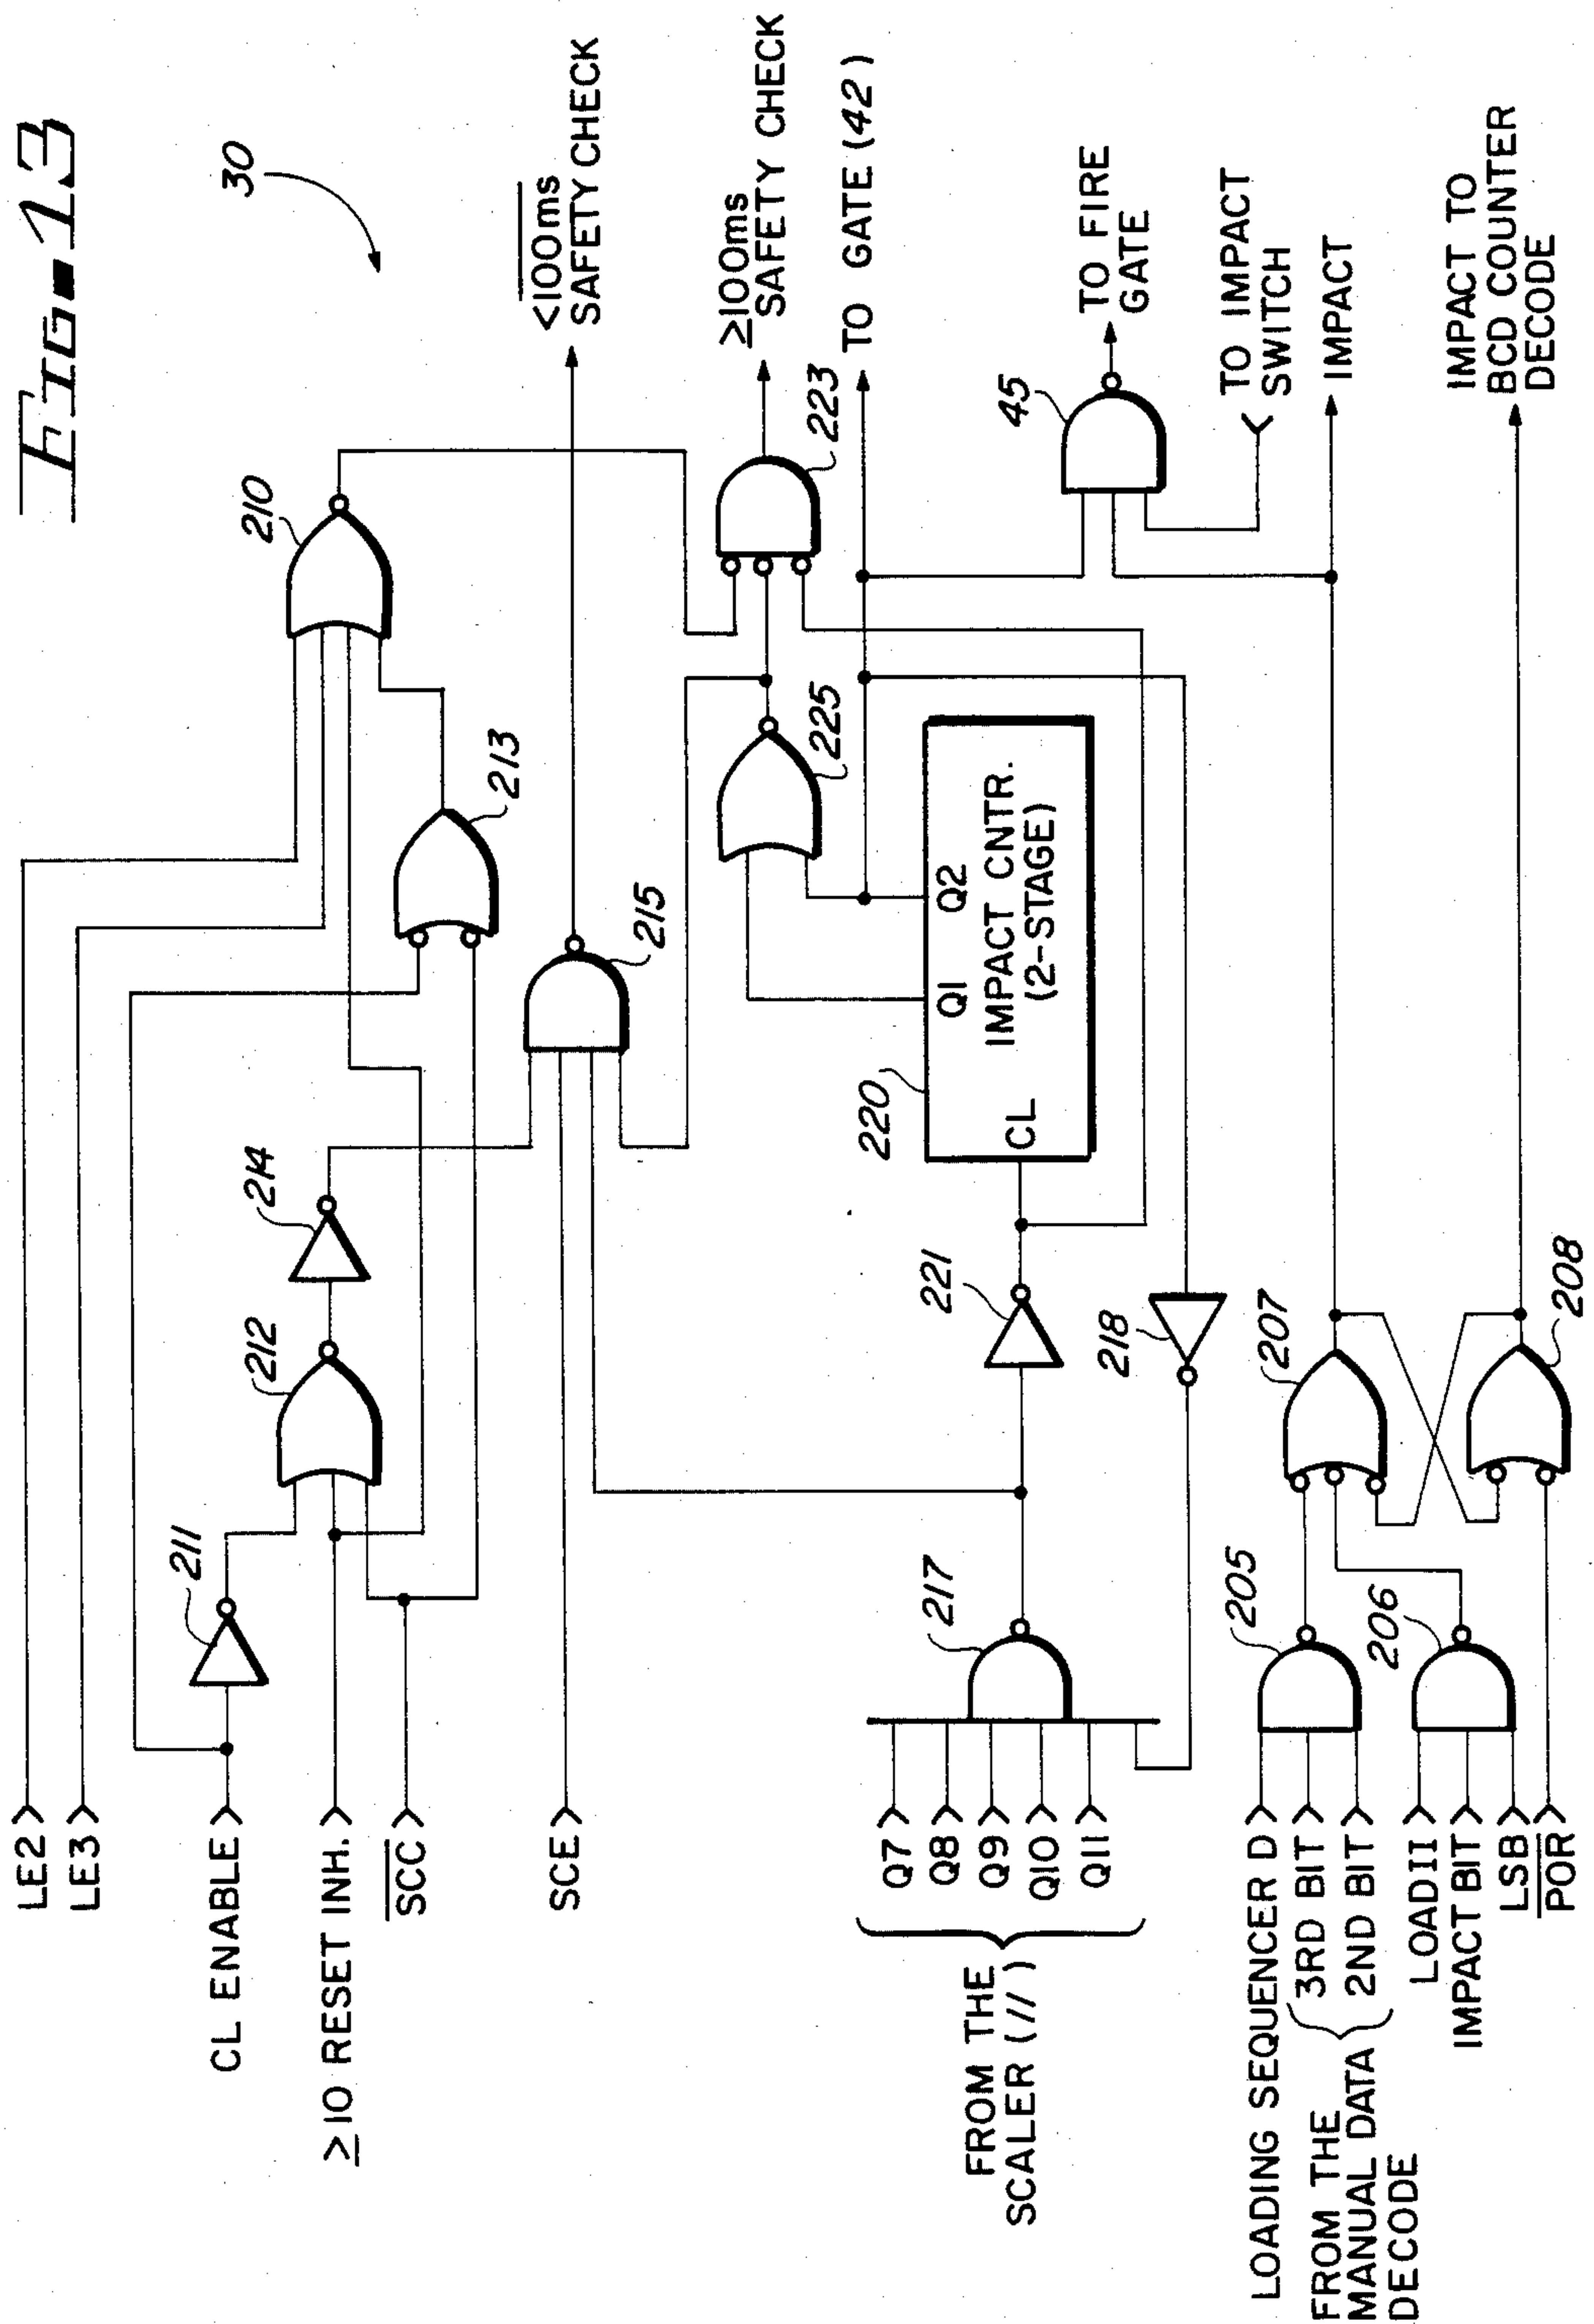 Fig-13
30
LE2
LE3
CL ENABLE
≥10 RESET INH.
SCC
SCE
Q7
Q8
Q9
Q10
Q11
FROM THE
SCALER (11)
LOADING SEQUENCER D
3RD BIT
2ND BIT
FROM THE
MANUAL DATA
DECODE
LOAD11
IMPACT BIT
LSB
POR
211
212
214
210
213
215
217
221
218
220
CL
Q1
Q2
IMPACT CNTR.
(2-STAGE)
225
223
205
206
207
208
45
<100ms
SAFETY CHECK
≥100ms
SAFETY CHECK
TO GATE (42)
TO FIRE
GATE
TO IMPACT
SWITCH
IMPACT
IMPACT TO
BCD COUNTER
DECODE